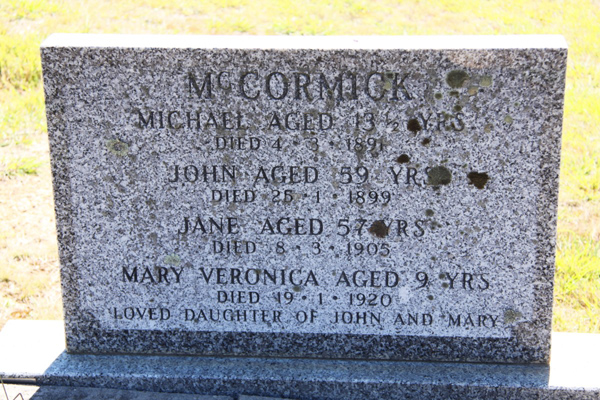 McCORMICK
MICHAEL AGED 13 ½ YRS
DIED 4·3·1891
JOHN AGED 59 YRS
DIED 25·1·1899
JANE AGED 57 YRS
DIED 8·3·1905
MARY VERONICA AGED 9 YRS
DIED 19·1·1920
LOVED DAUGHTER OF JOHN AND MARY